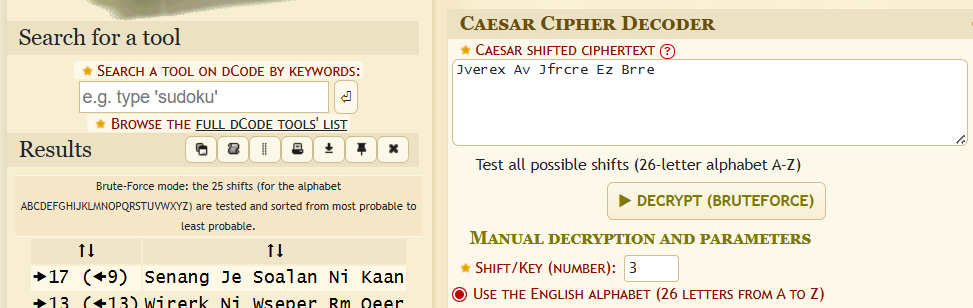 Search for a tool
SEARCH A TOOL ON DCODE BY KEYWORDS:
e.g. type 'sudoku'
BROWSE THE FULL DCODE TOOLS' LIST
Results
Brute-Force mode: the 25 shifts (for the alphabet
ABCDEFGHIJKLMNOPQRSTUVWXYZ) are tested and sorted from most probable to
least probable.
↑↓ ↑↓
➔17 (←9) Senang Je Soalan Ni Kaan
➔13 (←13) Wirerk Ni Wseper Rm Oeer
CAESAR CIPHER DECODER
CAESAR SHIFTED CIPHERTEXT ?
Jverex Av Jfrcre Ez Brre
Test all possible shifts (26-letter alphabet A-Z)
▶ DECRYPT (BRUTEFORCE)
MANUAL DECRYPTION AND PARAMETERS
SHIFT/KEY (NUMBER): 3
USE THE ENGLISH ALPHABET (26 LETTERS FROM A TO Z)